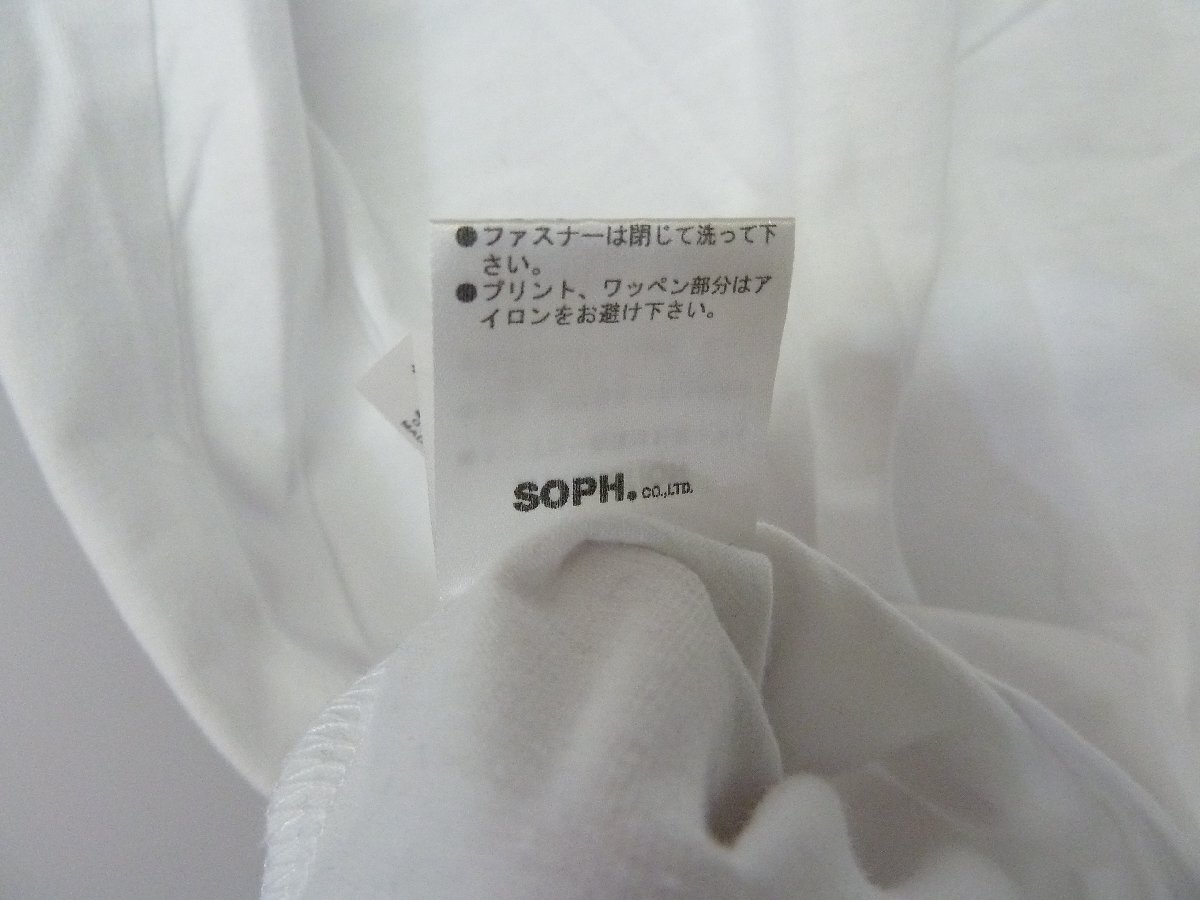 ●ファスナーは閉じて洗って下
さい。
●プリント、ワッペン部分はア
イロンをお避け下さい。
SOPH. CO.,LTD.